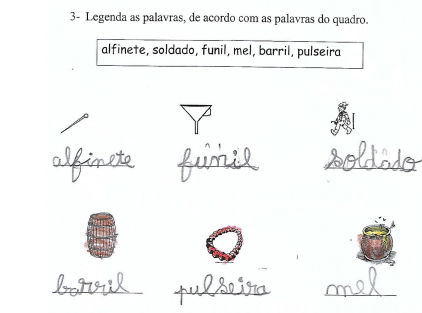 3- Legenda as palavras, de acordo com as palavras do quadro.
alfinete, soldado, funil, mel, barril, pulseira
alfinete funil soldado
barril pulseira mel